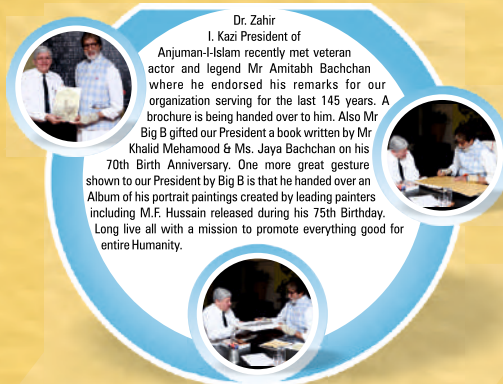 Dr. Zahir
I. Kazi President of
Anjuman-I-Islam recently met veteran
actor and legend Mr Amitabh Bachchan
where he endorsed his remarks for our
organization serving for the last 145 years. A
brochure is being handed over to him. Also Mr
Big B gifted our President a book written by Mr
Khalid Mehamood & Ms. Jaya Bachchan on his
70th Birth Anniversary. One more great gesture
shown to our President by Big B is that he handed over an
Album of his portrait paintings created by leading painters
including M.F. Hussain released during his 75th Birthday.
Long live all with a mission to promote everything good for
entire Humanity.